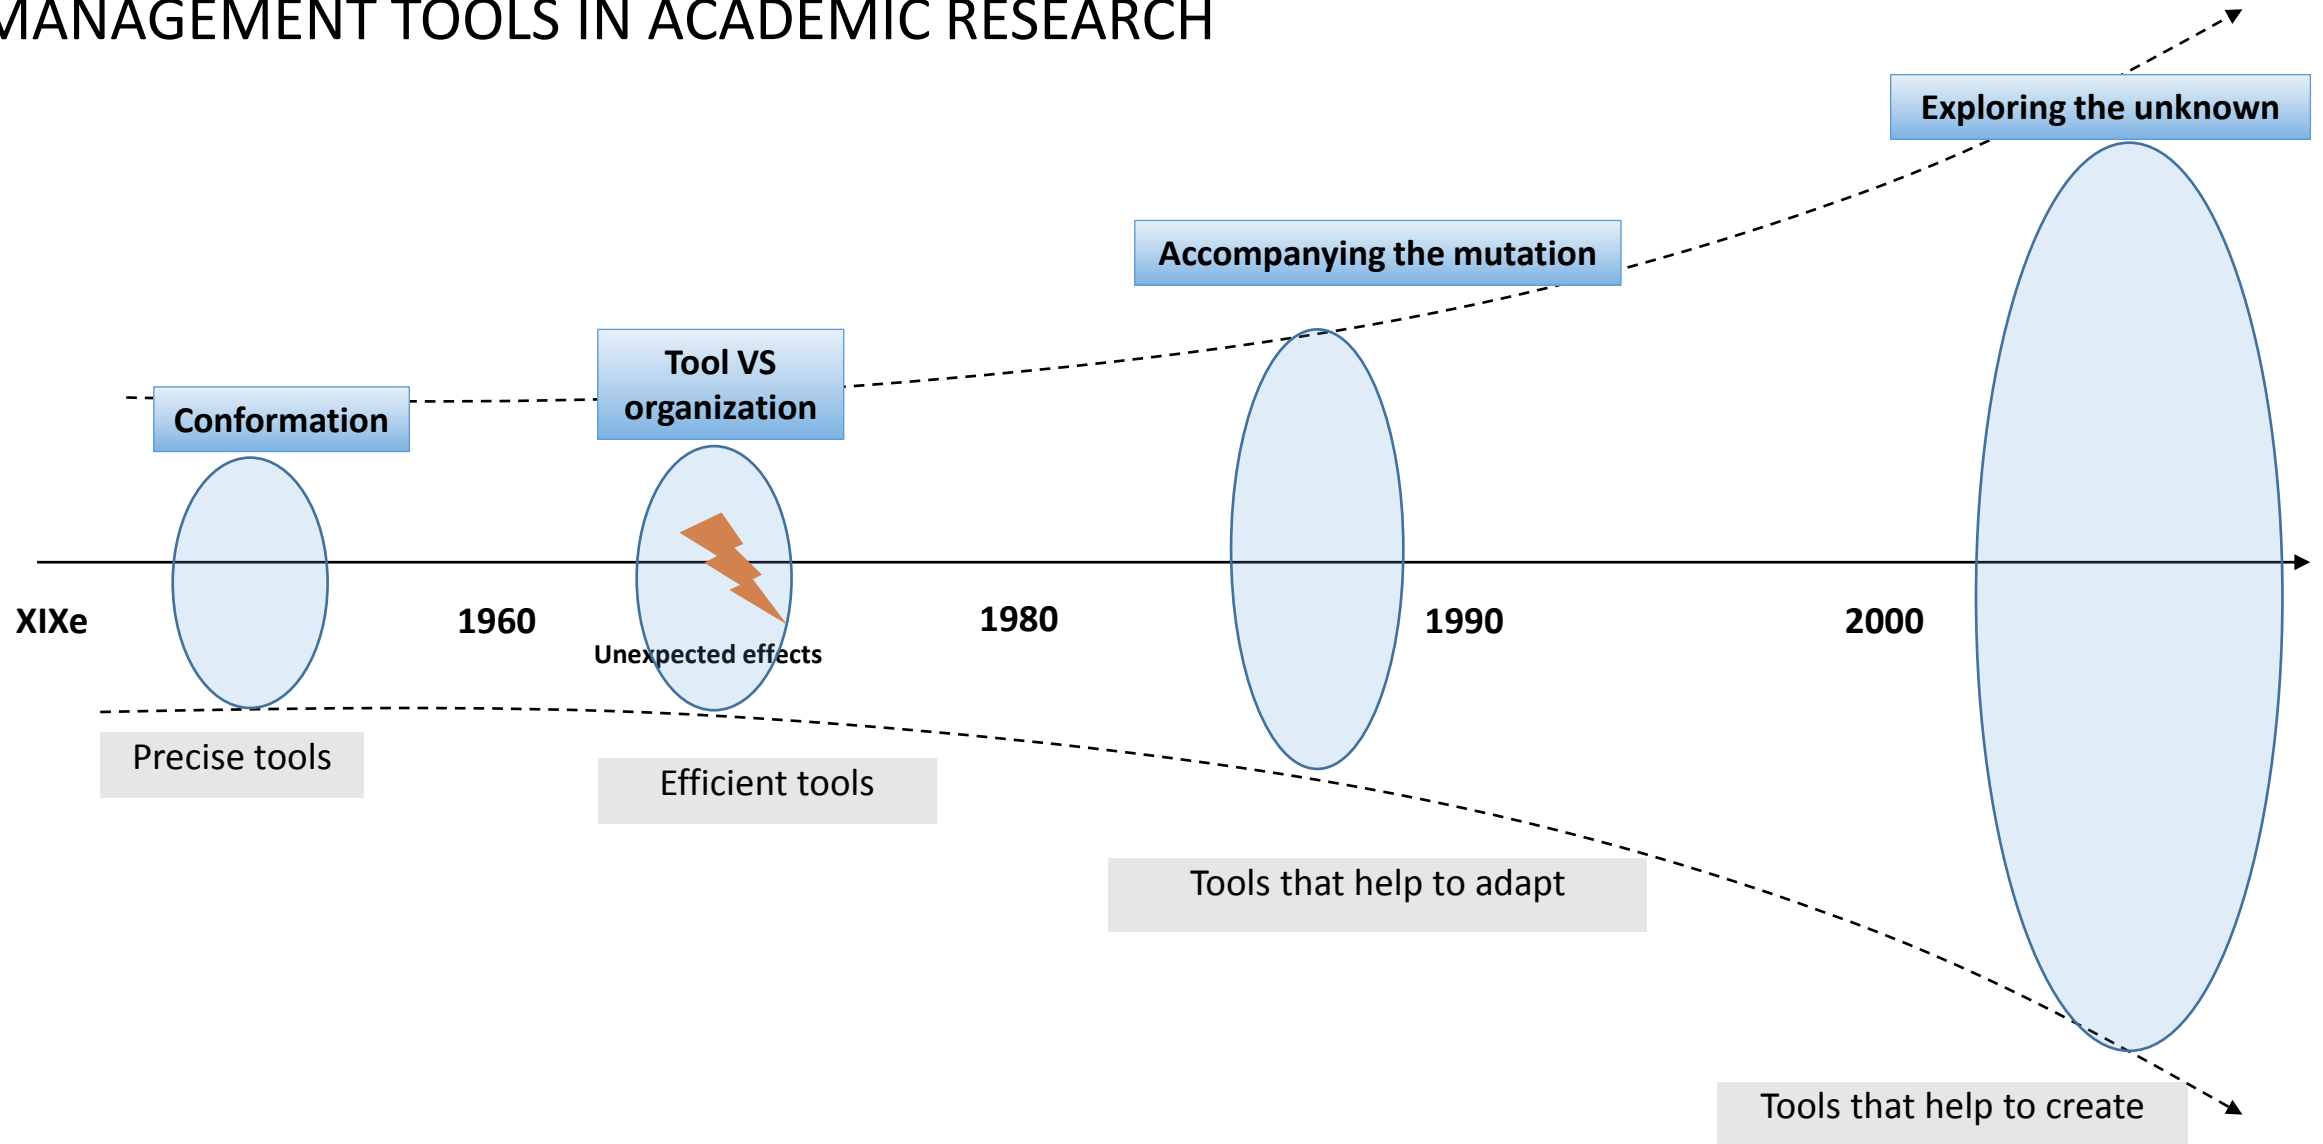 MANAGEMENT TOOLS IN ACADEMIC RESEARCH
Exploring the unknown
Accompanying the mutation
Tool VS
organization
Conformation
XIXe
1960
1980
1990
2000
Unexpected effects
Precise tools
Efficient tools
Tools that help to adapt
Tools that help to create